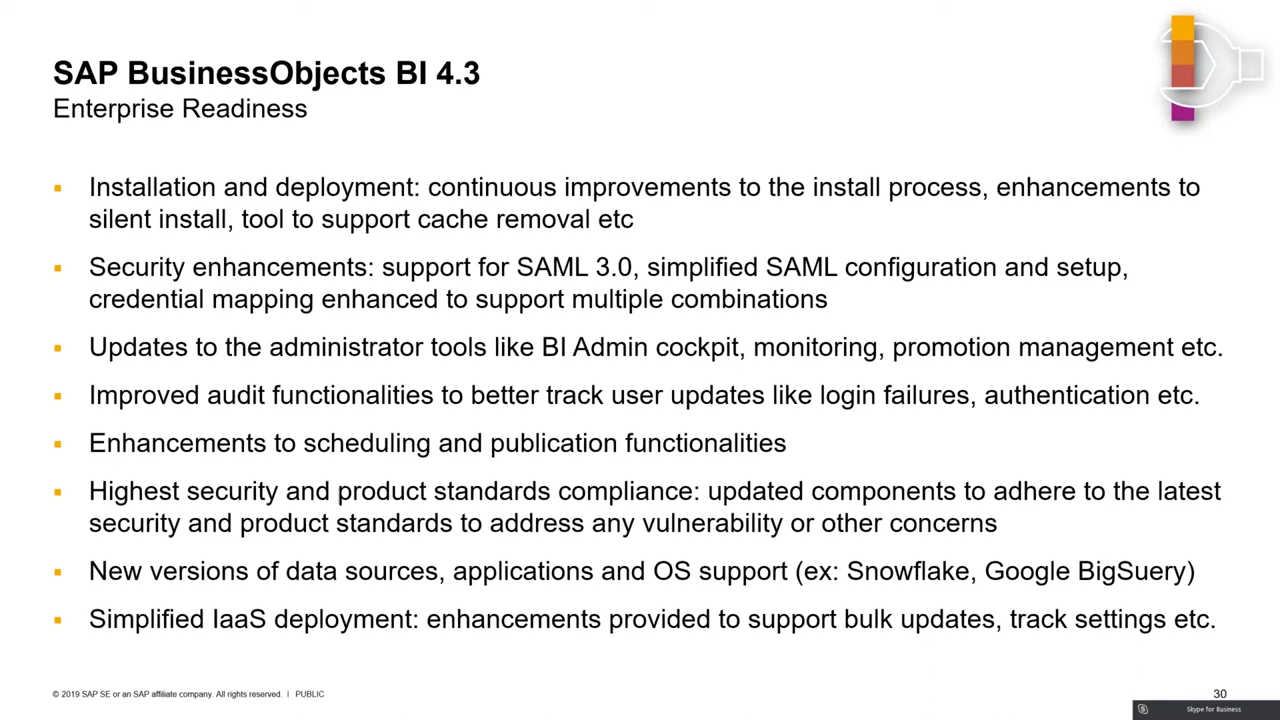 SAP BusinessObjects BI 4.3
Enterprise Readiness
▪ Installation and deployment: continuous improvements to the install process, enhancements to
silent install, tool to support cache removal etc
▪ Security enhancements: support for SAML 3.0, simplified SAML configuration and setup,
credential mapping enhanced to support multiple combinations
▪ Updates to the administrator tools like BI Admin cockpit, monitoring, promotion management etc.
▪ Improved audit functionalities to better track user updates like login failures, authentication etc.
▪ Enhancements to scheduling and publication functionalities
▪ Highest security and product standards compliance: updated components to adhere to the latest
security and product standards to address any vulnerability or other concerns
▪ New versions of data sources, applications and OS support (ex: Snowflake, Google BigSuery)
▪ Simplified IaaS deployment: enhancements provided to support bulk updates, track settings etc.
© 2019 SAP SE or an SAP affiliate company. All rights reserved. I PUBLIC
30
Skype for Business